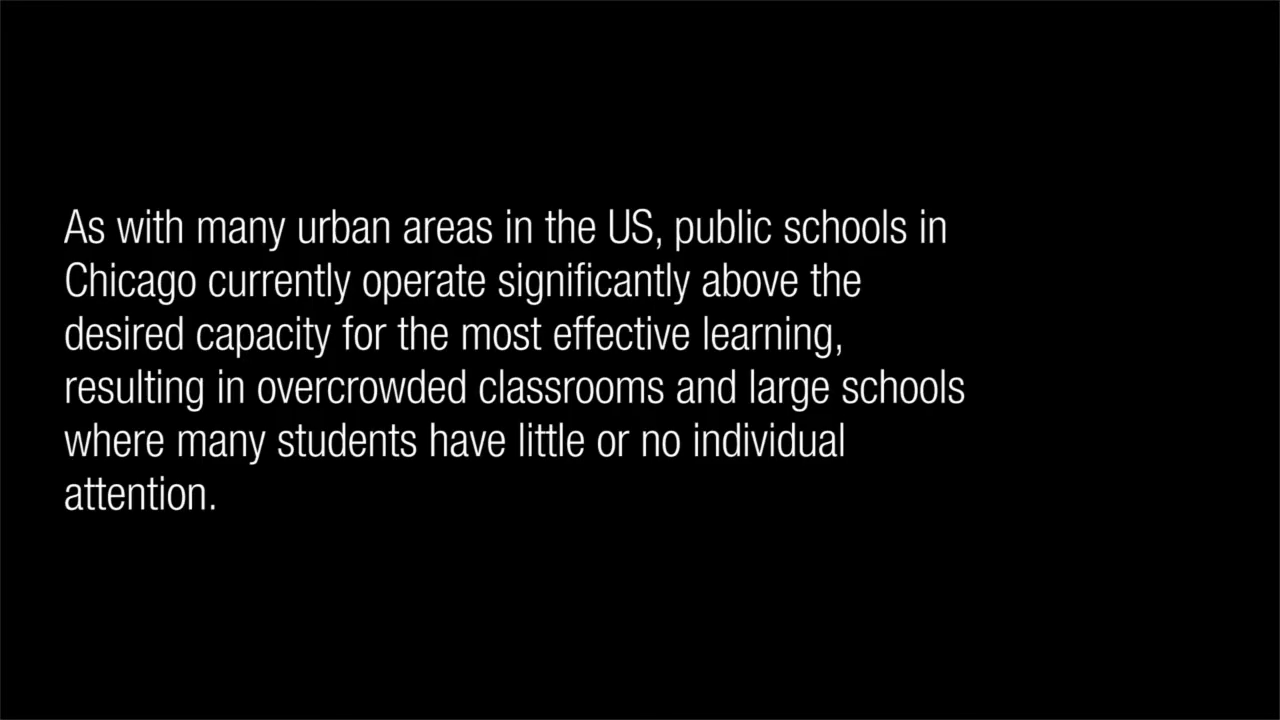 As with many urban areas in the US, public schools in
Chicago currently operate significantly above the
desired capacity for the most effective learning,
resulting in overcrowded classrooms and large schools
where many students have little or no individual
attention.